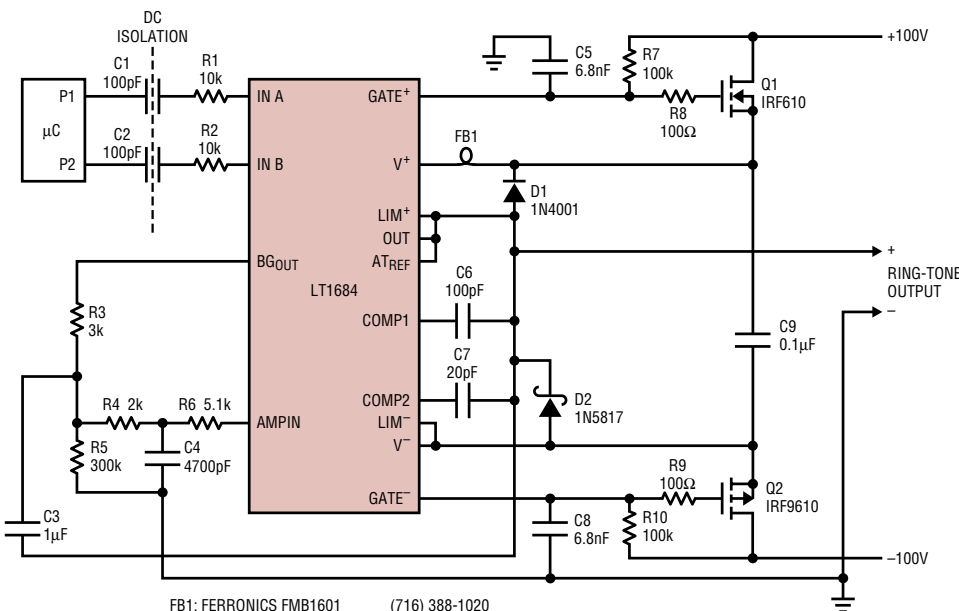 DC
ISOLATION
C1
100pF
R1
10k
P1
µC
P2
C2
100pF
R2
10k
IN A
IN B
BGOUT
LT1684
AMPIN
GATE+
V+
LIM+
OUT
ATREF
COMP1
COMP2
LIM–
V–
GATE–
R3
3k
R4 2k
R6 5.1k
R5
300k
C4
4700pF
C3
1µF
C5
6.8nF
R7
100k
R8
100Ω
Q1
IRF610
+100V
FB1
D1
1N4001
C6
100pF
C7
20pF
D2
1N5817
+
RING-TONE
OUTPUT
–
C9
0.1µF
R9
100Ω
Q2
IRF9610
C8
6.8nF
R10
100k
–100V
FB1: FERRONICS FMB1601 (716) 388-1020